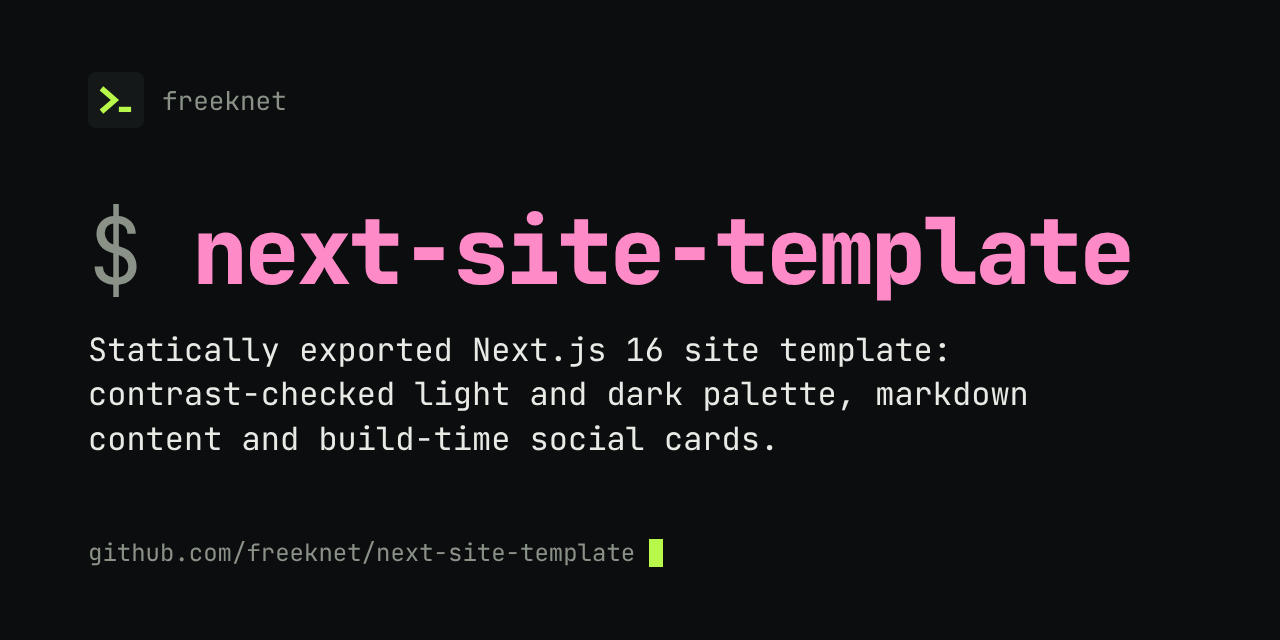 freeknet
$ next-site-template
Statically exported Next.js 16 site template:
contrast-checked light and dark palette, markdown
content and build-time social cards.
github.com/freeknet/next-site-template